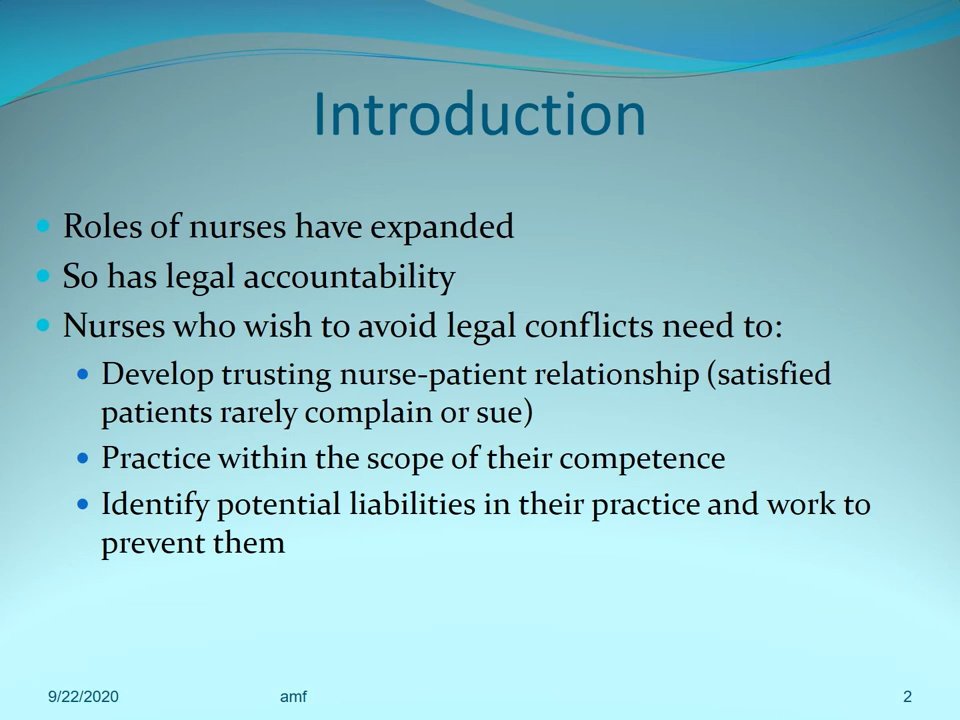 Introduction
Roles of nurses have expanded
So has legal accountability
Nurses who wish to avoid legal conflicts need to:
Develop trusting nurse-patient relationship (satisfied
patients rarely complain or sue)
Practice within the scope of their competence
Identify potential liabilities in their practice and work to
prevent them
9/22/2020 amf 2